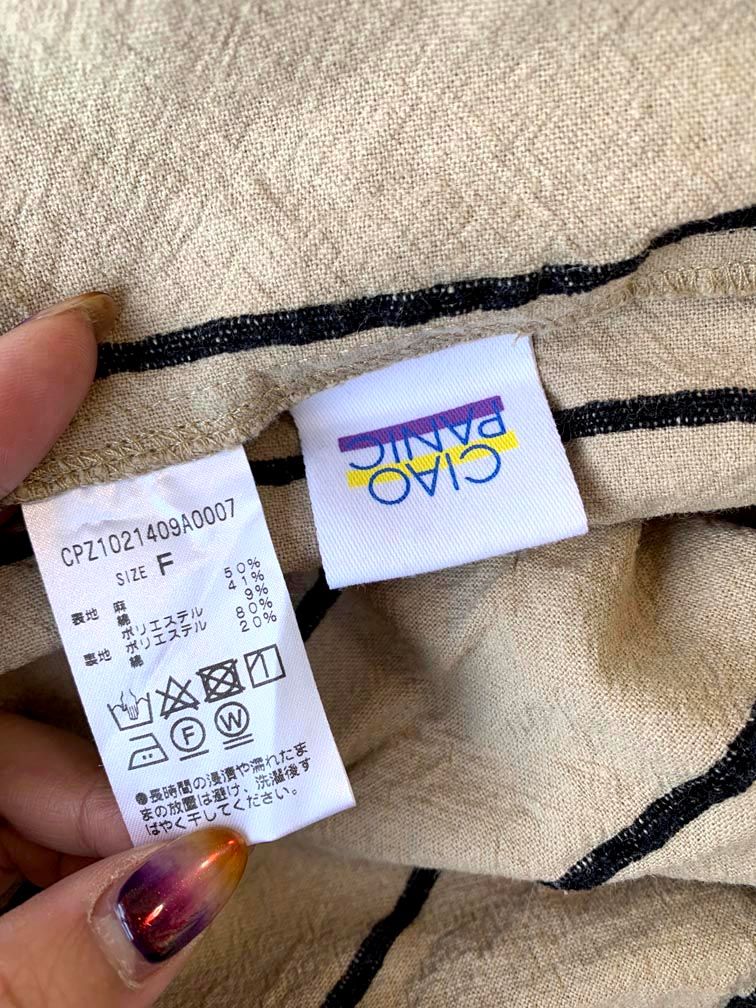 CPZ1021409A0007
SIZE F
表地 麻 50%
綿 41%
ポリエステル 9%
裏地 ポリエステル 80%
綿 20%
F W
●長時間の浸漬や濡れたま
まの放置は避け、洗濯後す
ばやく干してください。
CIAO
PANIC